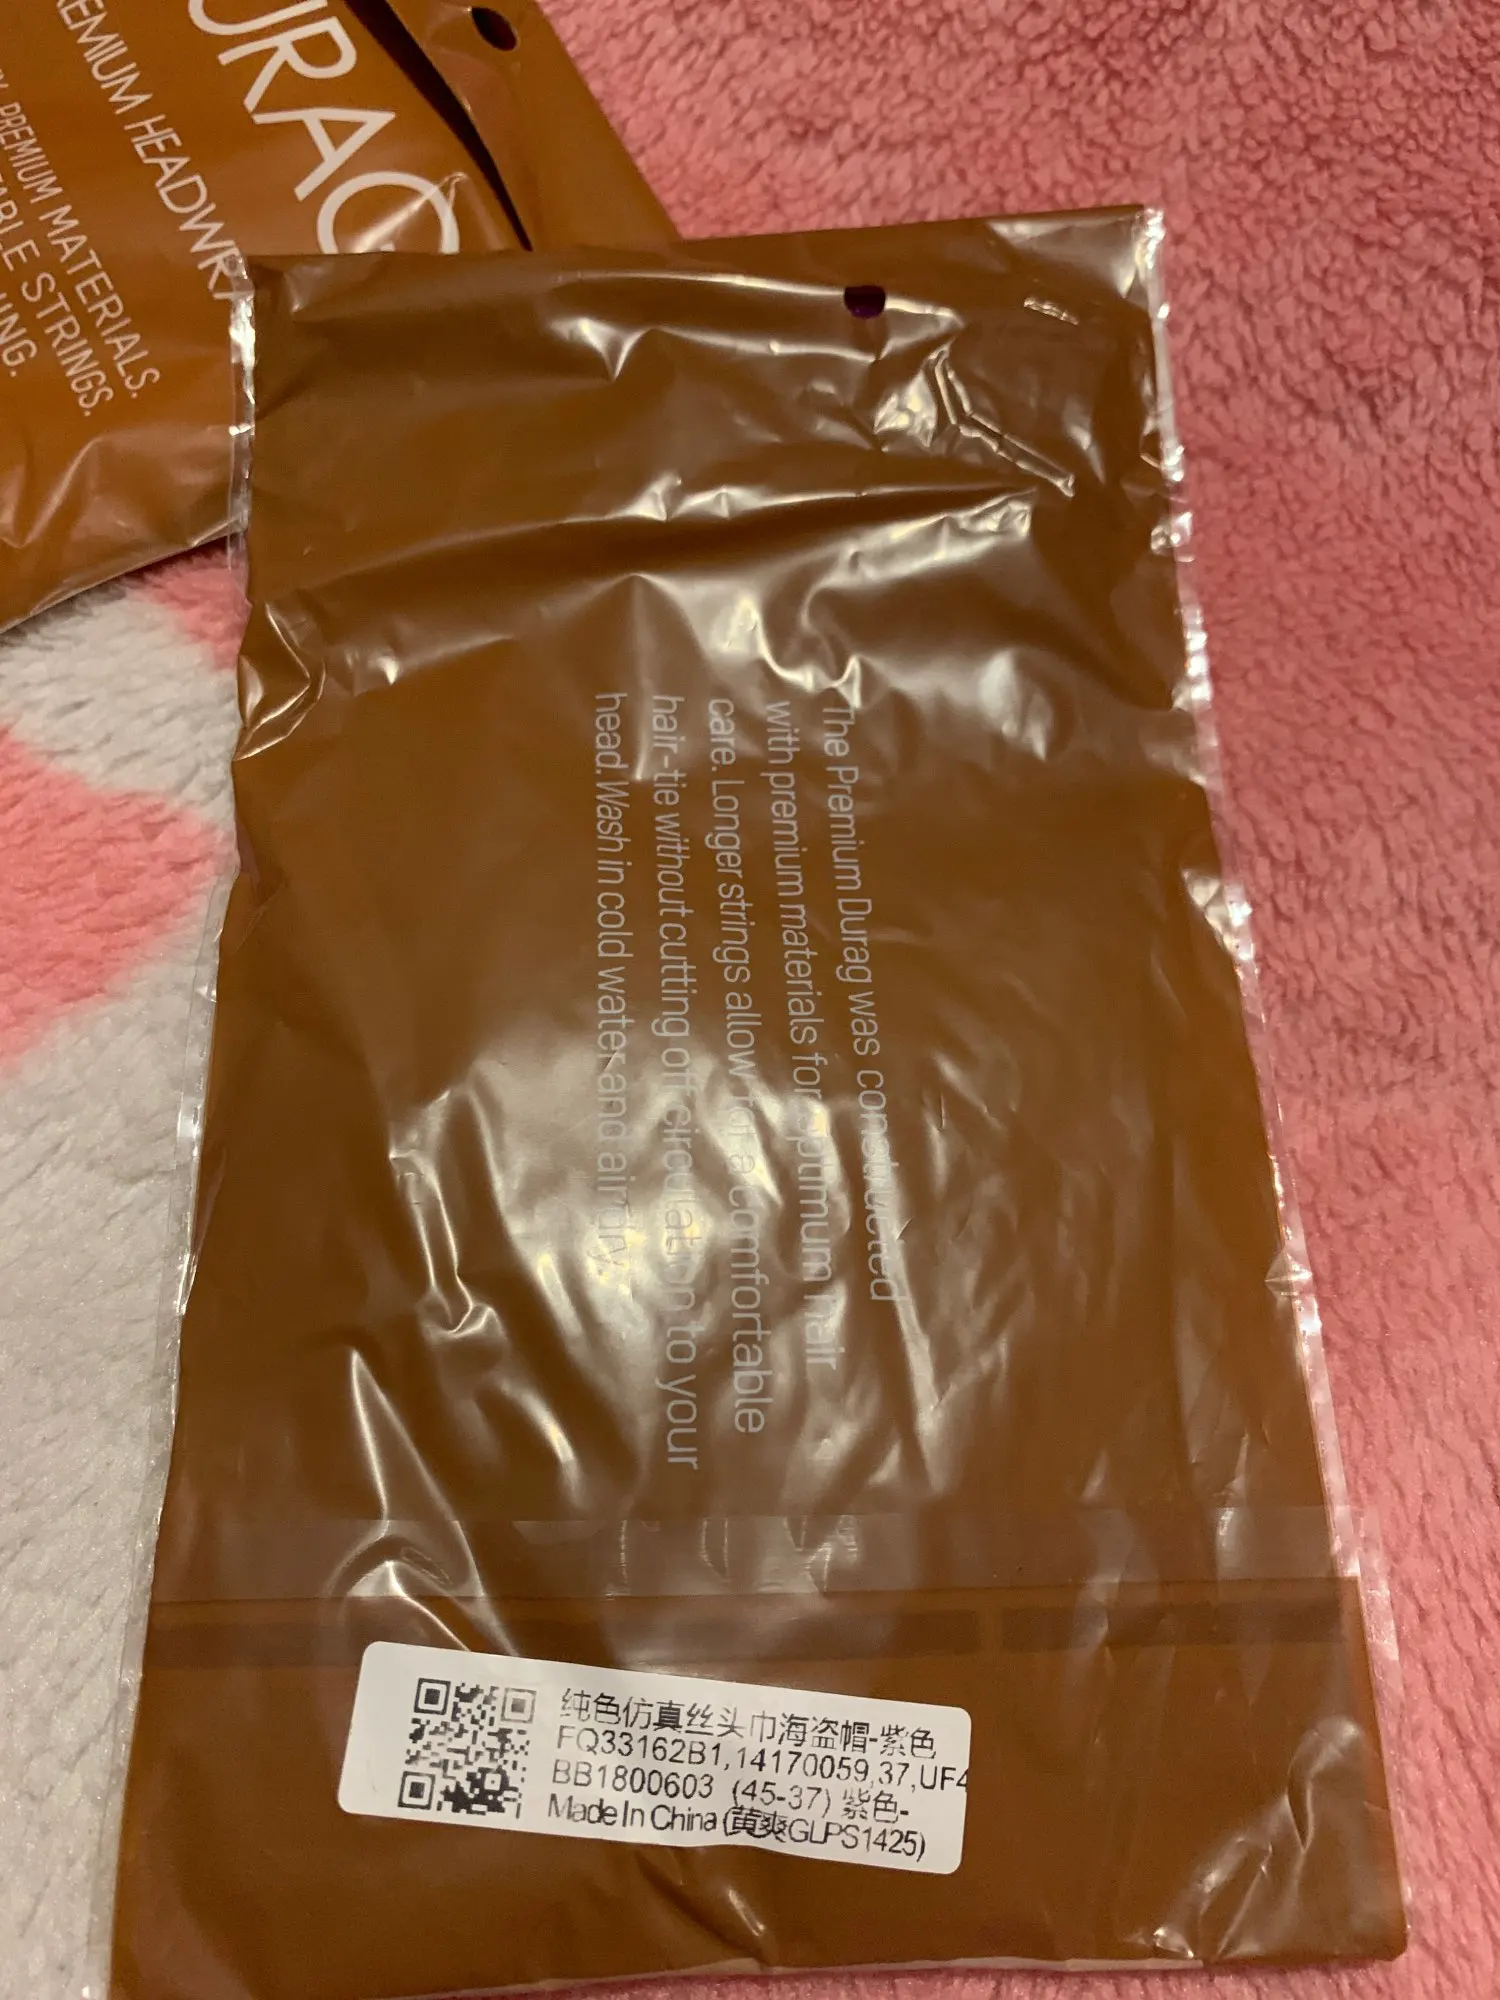 URAG
EMIUM HEADWRA
PREMIUM MATERIALS.
TABLE STRINGS.
ING.
The Premium Durag was constructed
with premium materials for optimum hair
care. Longer strings allow for a comfortable
hair-tie without cutting off circulation to your
head. Wash in cold water and air dry.
纯色仿真丝头巾海盗帽-紫色
FQ33162B1,14170059,37,UF4
BB1800603 (45-37) 紫色-
Made In China (黄爽GLPS1425)